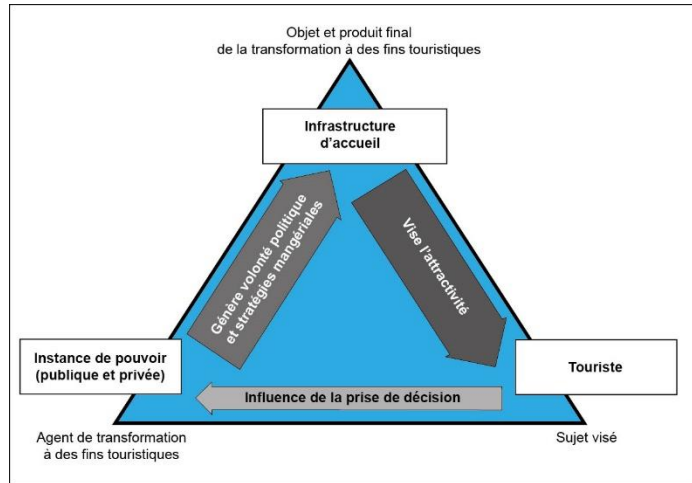 Objet et produit final
de la transformation à des fins touristiques
Infrastructure
d'accueil
Génère volonté politique
et stratégies mangériales
Vise l'attractivité
Instance de pouvoir
(publique et privée)
Touriste
Influence de la prise de décision
Agent de transformation
à des fins touristiques
Sujet visé